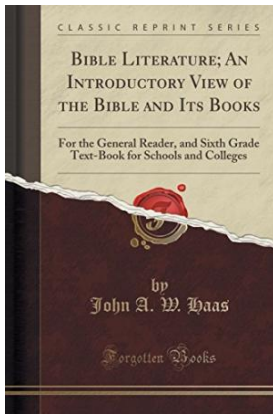 CLASSIC REPRINT SERIES
BIBLE LITERATURE; AN
INTRODUCTORY VIEW OF
THE BIBLE AND ITS BOOKS
For the General Reader, and Sixth Grade
Text-Book for Schools and Colleges
by
John A. W. Haas
Forgotten Books